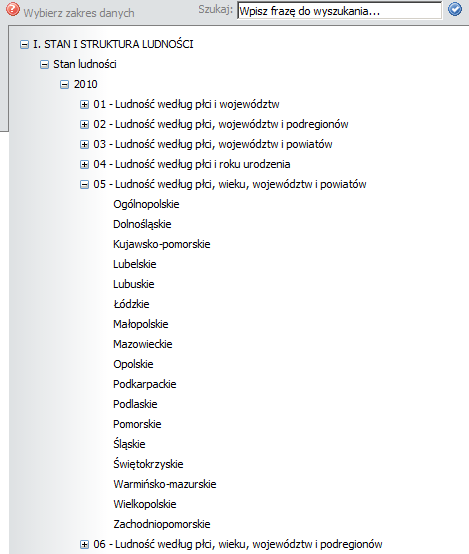 Wybierz zakres danych
Szukaj: Wpisz frazę do wyszukania...
I. STAN I STRUKTURA LUDNOŚCI
Stan ludności
2010
01 - Ludność według płci i województw
02 - Ludność według płci, województw i podregionów
03 - Ludność według płci, województw i powiatów
04 - Ludność według płci i roku urodzenia
05 - Ludność według płci, wieku, województw i powiatów
Ogólnopolskie
Dolnośląskie
Kujawsko-pomorskie
Lubelskie
Lubuskie
Łódzkie
Małopolskie
Mazowieckie
Opolskie
Podkarpackie
Podlaskie
Pomorskie
Śląskie
Świętokrzyskie
Warmińsko-mazurskie
Wielkopolskie
Zachodniopomorskie
06 - Ludność według płci, wieku, województw i podregionów